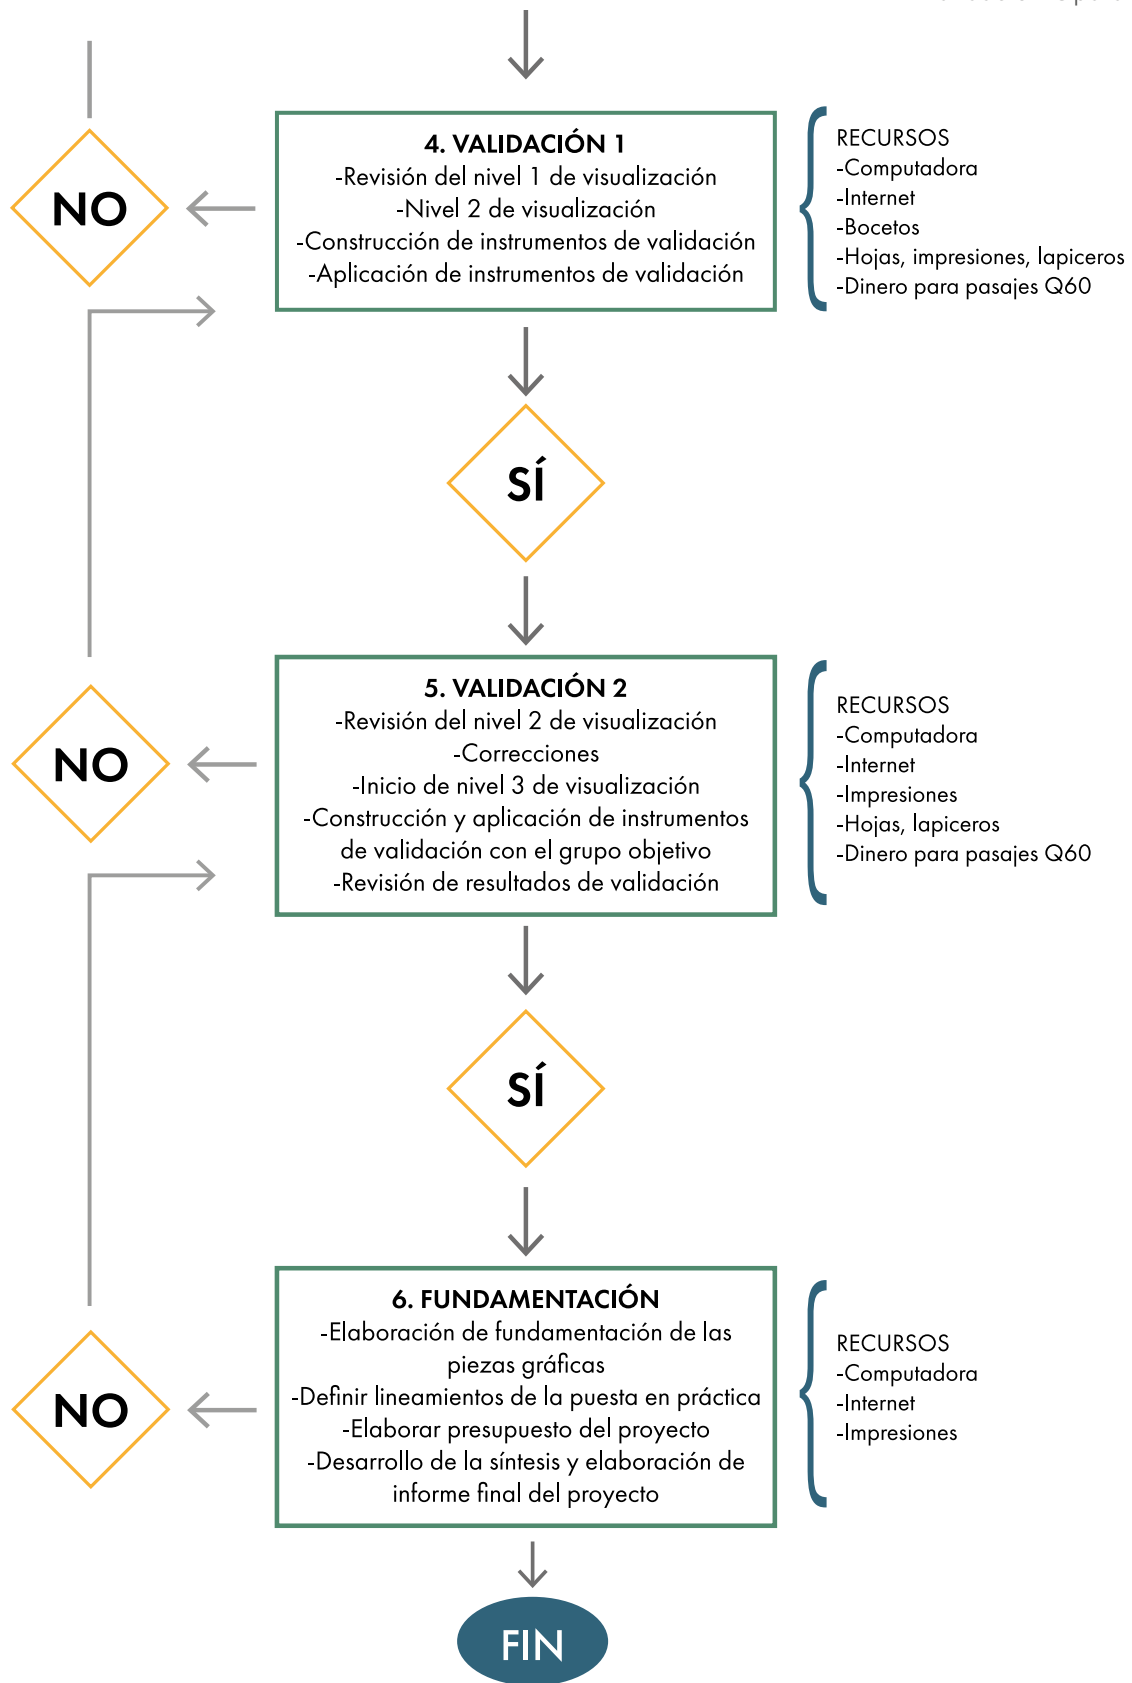 4. VALIDACIÓN 1
-Revisión del nivel 1 de visualización
-Nivel 2 de visualización
-Construcción de instrumentos de validación
-Aplicación de instrumentos de validación
NO
RECURSOS
-Computadora
-Internet
-Bocetos
-Hojas, impresiones, lapiceros
-Dinero para pasajes Q60
SÍ
5. VALIDACIÓN 2
-Revisión del nivel 2 de visualización
-Correcciones
-Inicio de nivel 3 de visualización
-Construcción y aplicación de instrumentos
de validación con el grupo objetivo
-Revisión de resultados de validación
NO
RECURSOS
-Computadora
-Internet
-Impresiones
-Hojas, lapiceros
-Dinero para pasajes Q60
SÍ
6. FUNDAMENTACIÓN
-Elaboración de fundamentación de las
piezas gráficas
-Definir lineamientos de la puesta en práctica
-Elaborar presupuesto del proyecto
-Desarrollo de la síntesis y elaboración de
informe final del proyecto
NO
RECURSOS
-Computadora
-Internet
-Impresiones
FIN